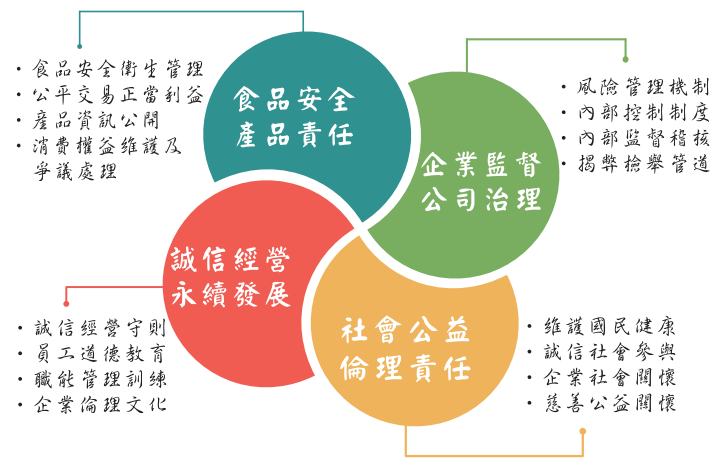 食品安全
產品責任
・食品安全衛生管理
・公平交易正當利益
・產品資訊公開
・消費權益維護及
爭議處理
企業監督
公司治理
・風險管理機制
・內部控制制度
・內部監督稽核
・揭弊檢舉管道
誠信經營
永續發展
・誠信經營守則
・員工道德教育
・職能管理訓練
・企業倫理文化
社會公益
倫理責任
・維護國民健康
・誠信社會參與
・企業社會關懷
・慈善公益關懷